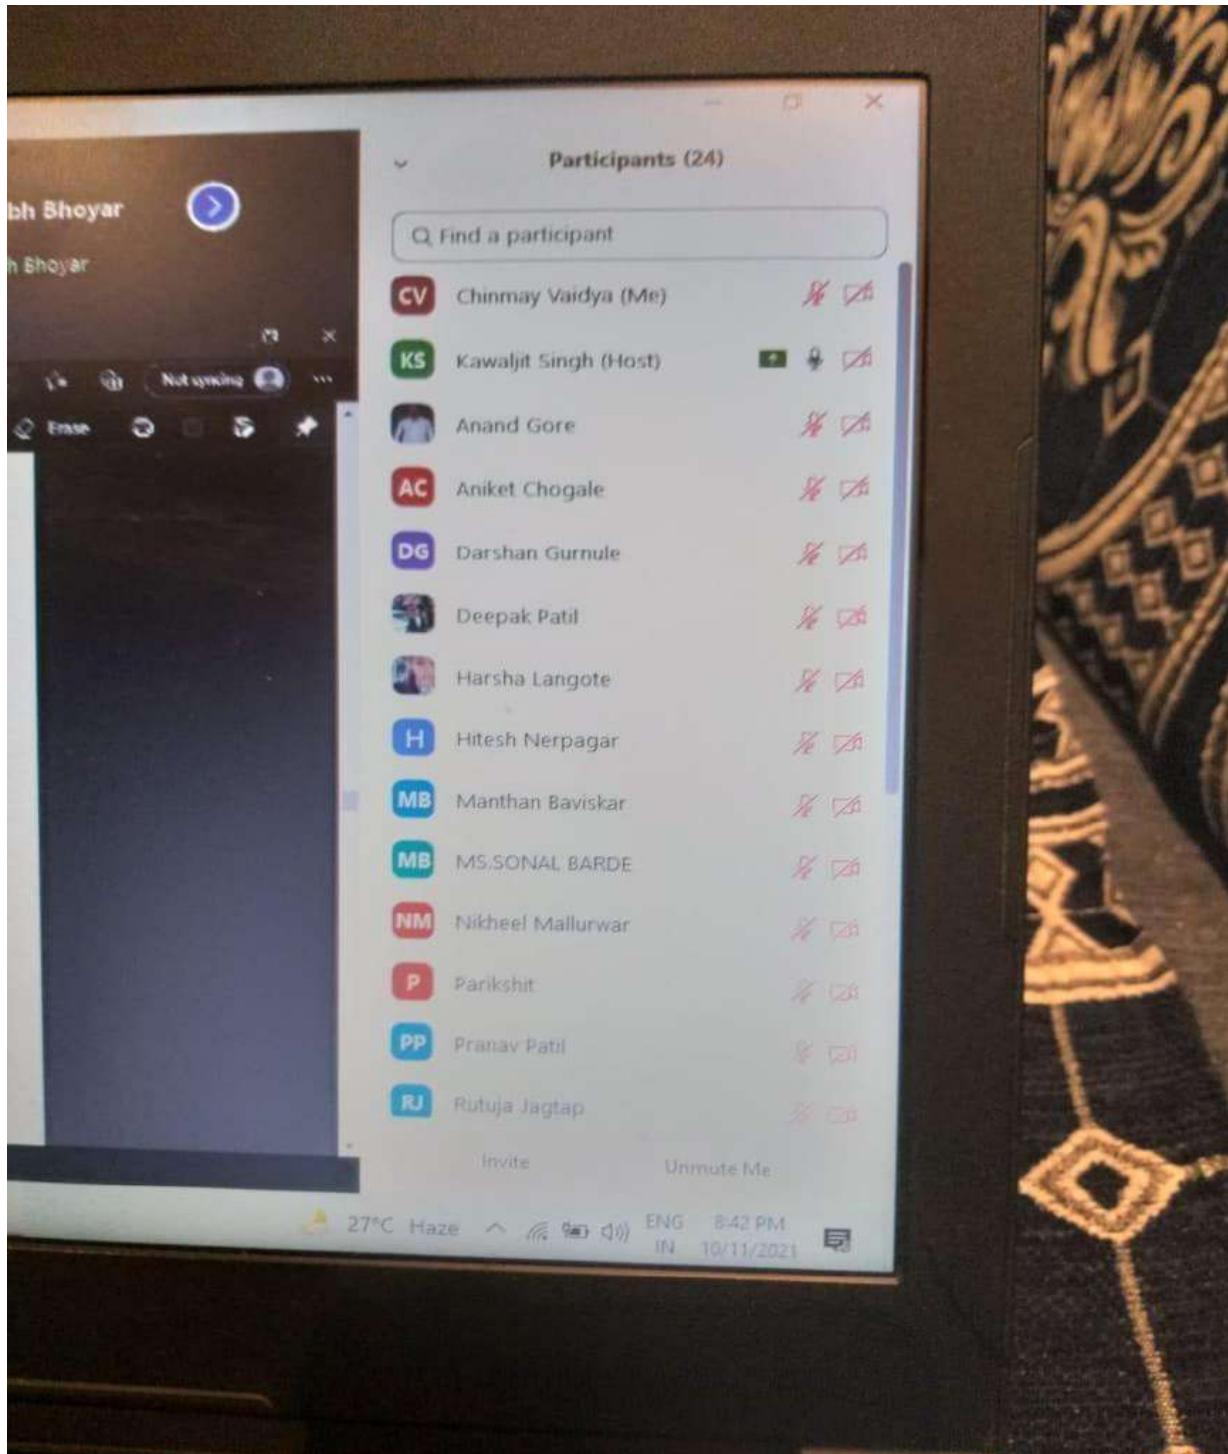 Participants (24)
bh Bhoyar
h Bhoyar
Find a participant
CV Chinmay Vaidya (Me)
KS Kawaljit Singh (Host)
Not syncing
Anand Gore
Erase
AC Aniket Chogale
DG Darshan Gurnule
Deepak Patil
Harsha Langote
H Hitesh Nerpagar
MB Manthan Baviskar
MB MS.SONAL BARDE
NM Nikheel Mallurwar
P Parikshit
PP Pranav Patil
RJ Rutuja Jagtap
Invite Unmute Me
27°C Haze ENG 8:42 PM
IN 10/11/2021